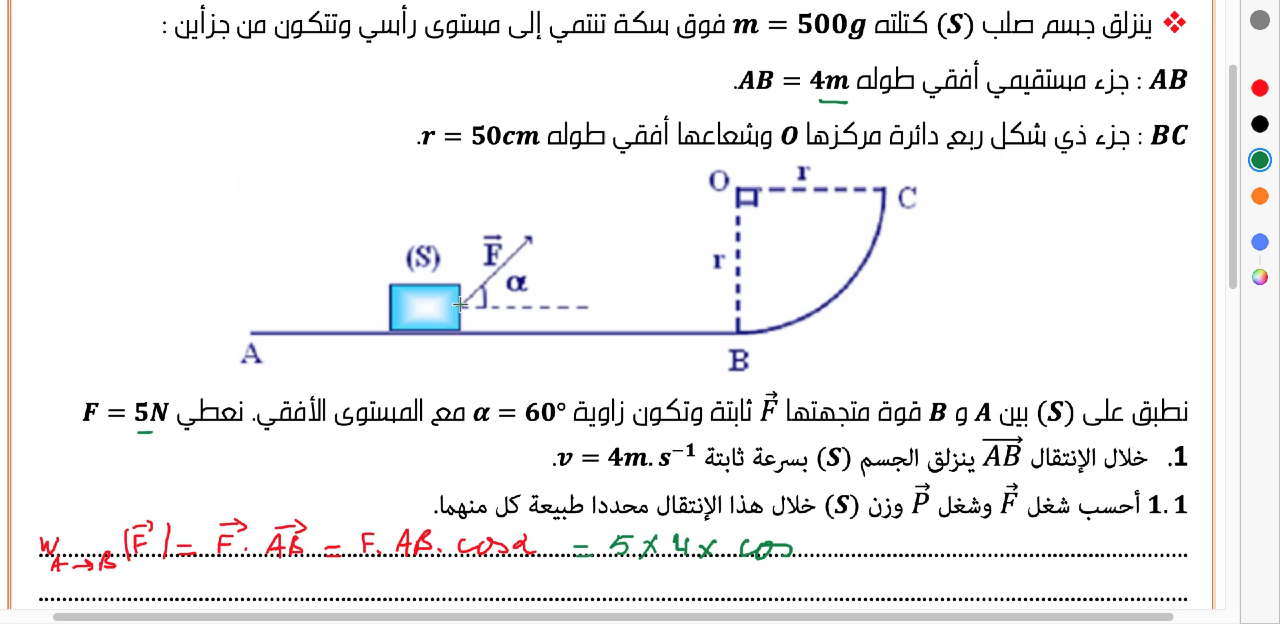 ❖ ينزلق جسم صلب (S) كتلته m = 500g فوق سكة تنتمي إلى مستوى رأسي وتتكون من جزأين :
AB : جزء مستقيمي أفقي طوله AB = 4m.
BC : جزء ذي شكل ربع دائرة مركزها O وشعاعها أفقي طوله r = 50cm.
O r C
(S) F⃗ α r
A B
نطبق على (S) بين A و B قوة متجهتها F⃗ ثابتة وتكون زاوية α = 60° مع المستوى الأفقي. نعطي F = 5N
1. خلال الإنتقال AB⃗ ينزلق الجسم (S) بسرعة ثابتة v = 4m.s⁻¹.
1.1 أحسب شغل F⃗ وشغل P⃗ وزن (S) خلال هذا الإنتقال محددا طبيعة كل منهما.
W A→B (F⃗) = F⃗ . AB⃗ = F. AB. cosα = 5 × 4 × cos